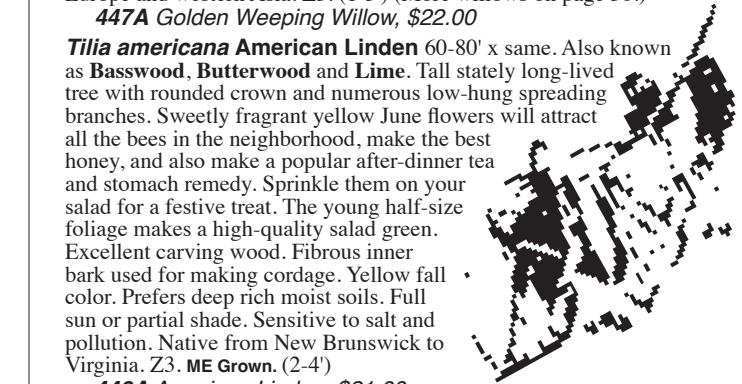 447A Golden Weeping Willow, $22.00
Tilia americana American Linden 60-80' x same. Also known
as Basswood, Butterwood and Lime. Tall stately long-lived
tree with rounded crown and numerous low-hung spreading
branches. Sweetly fragrant yellow June flowers will attract
all the bees in the neighborhood, make the best
honey, and also make a popular after-dinner tea
and stomach remedy. Sprinkle them on your
salad for a festive treat. The young half-size
foliage makes a high-quality salad green.
Excellent carving wood. Fibrous inner
bark used for making cordage. Yellow fall
color. Prefers deep rich moist soils. Full
sun or partial shade. Sensitive to salt and
pollution. Native from New Brunswick to
Virginia. Z3. ME Grown. (2-4')